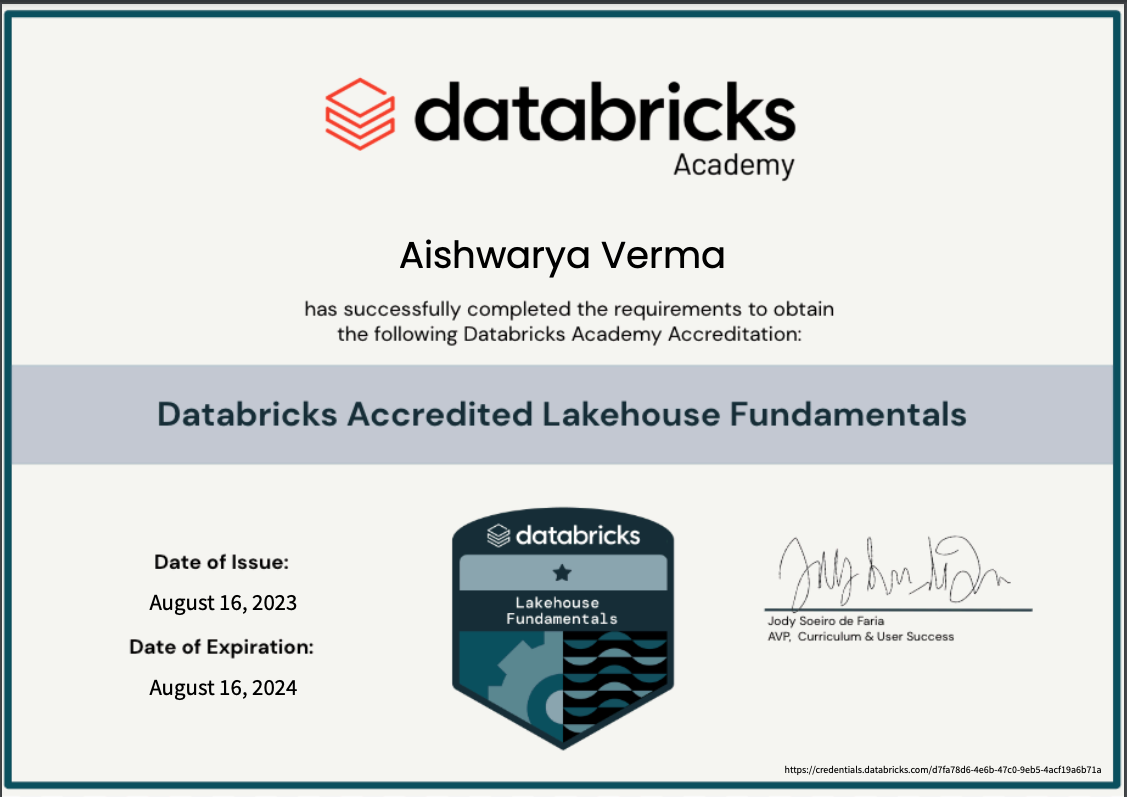 databricks
Academy
Aishwarya Verma
has successfully completed the requirements to obtain
the following Databricks Academy Accreditation:
Databricks Accredited Lakehouse Fundamentals
Date of Issue:
August 16, 2023
Date of Expiration:
August 16, 2024
databricks
Lakehouse
Fundamentals
Jody Soeiro de Faria
AVP, Curriculum & User Success
https://credentials.databricks.com/d7fa78d6-4e6b-47c0-9eb5-4acf19a6b71a